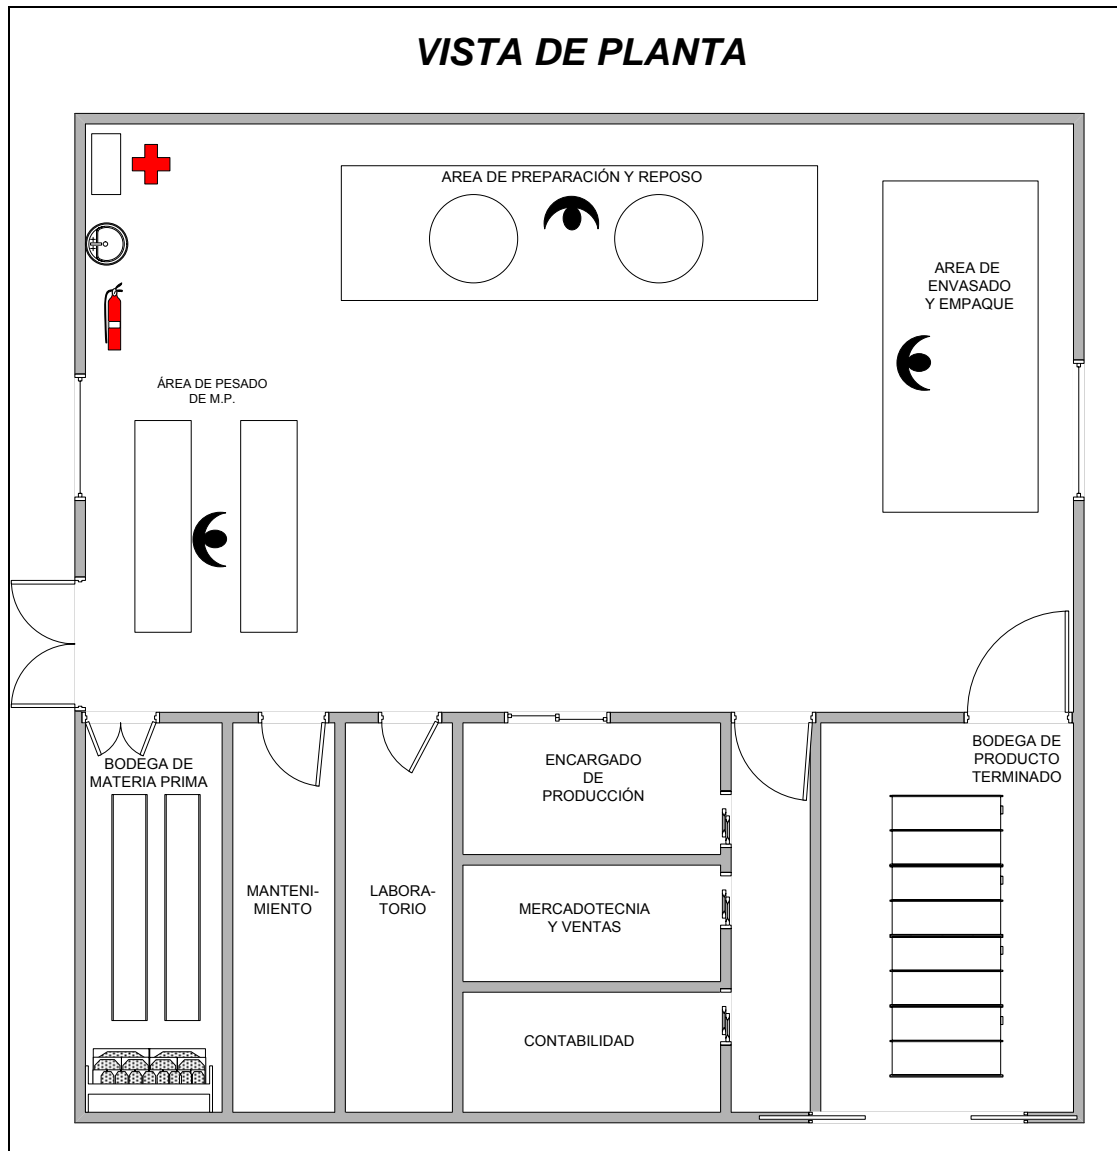 VISTA DE PLANTA
AREA DE PREPARACIÓN Y REPOSO
AREA DE
ENVASADO
Y EMPAQUE
ÁREA DE PESADO
DE M.P.
BODEGA DE
MATERIA PRIMA
MANTENI-
MIENTO
LABORA-
TORIO
ENCARGADO
DE
PRODUCCIÓN
MERCADOTECNIA
Y VENTAS
CONTABILIDAD
BODEGA DE
PRODUCTO
TERMINADO